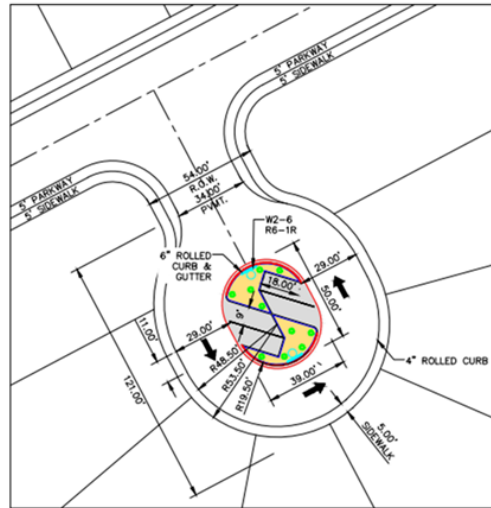 5' PARKWAY
5' SIDEWALK
5' PARKWAY
5' SIDEWALK
54.00'
R.O.W.
34.00'
PVMT.
W2-6
R6-1R
6" ROLLED
CURB &
GUTTER
18.00'
29.00'
50.00'
9'
11.00'
29.00'
121.00'
R48.50'
R53.50'
R19.50'
39.00'
4" ROLLED CURB
5.00'
SIDEWALK